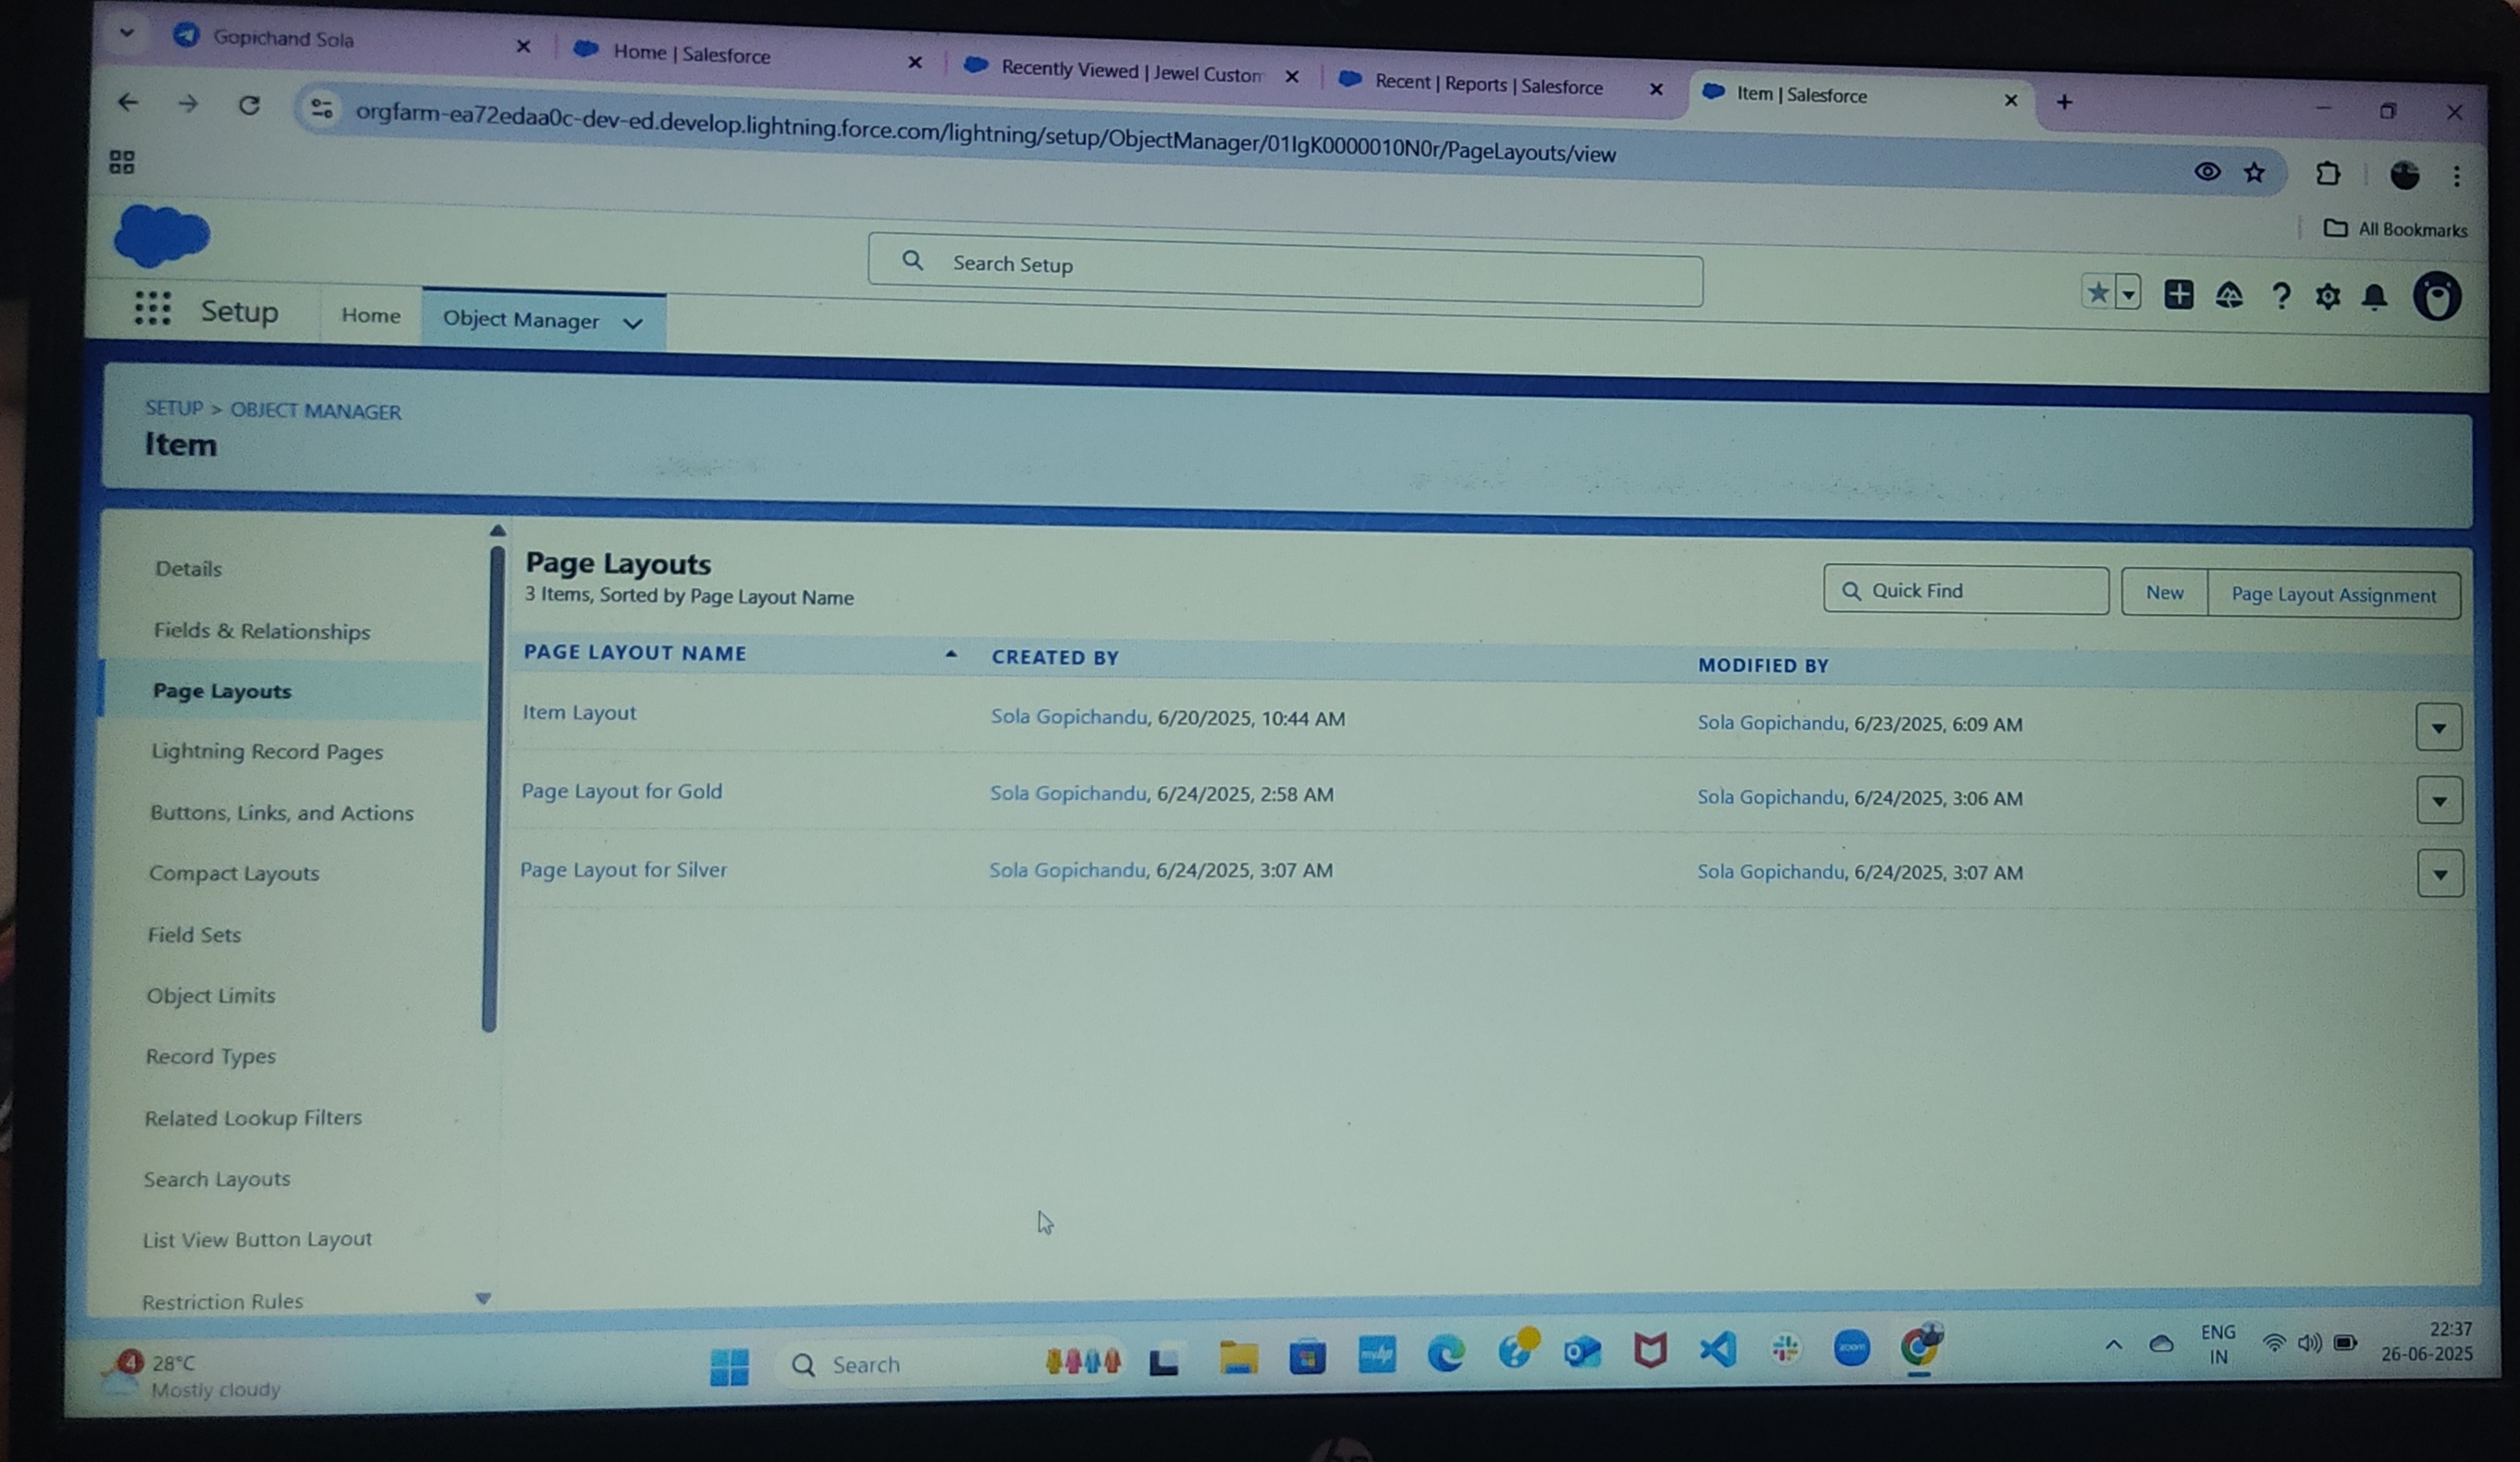 Gopichand Sola
Home | Salesforce
Recently Viewed | Jewel Custom
Recent | Reports | Salesforce
Item | Salesforce
orgfarm-ea72edaa0c-dev-ed.develop.lightning.force.com/lightning/setup/ObjectManager/01IgK0000010N0r/PageLayouts/view
All Bookmarks
Search Setup
Setup
Home
Object Manager
SETUP > OBJECT MANAGER
Item
Details
Fields & Relationships
Page Layouts
Lightning Record Pages
Buttons, Links, and Actions
Compact Layouts
Field Sets
Object Limits
Record Types
Related Lookup Filters
Search Layouts
List View Button Layout
Restriction Rules
Page Layouts
3 Items, Sorted by Page Layout Name
Quick Find
New
Page Layout Assignment
PAGE LAYOUT NAME CREATED BY MODIFIED BY
Item Layout Sola Gopichandu, 6/20/2025, 10:44 AM Sola Gopichandu, 6/23/2025, 6:09 AM
Page Layout for Gold Sola Gopichandu, 6/24/2025, 2:58 AM Sola Gopichandu, 6/24/2025, 3:06 AM
Page Layout for Silver Sola Gopichandu, 6/24/2025, 3:07 AM Sola Gopichandu, 6/24/2025, 3:07 AM
4
28°C
Mostly cloudy
Search
zoom
ENG
IN
22:37
26-06-2025